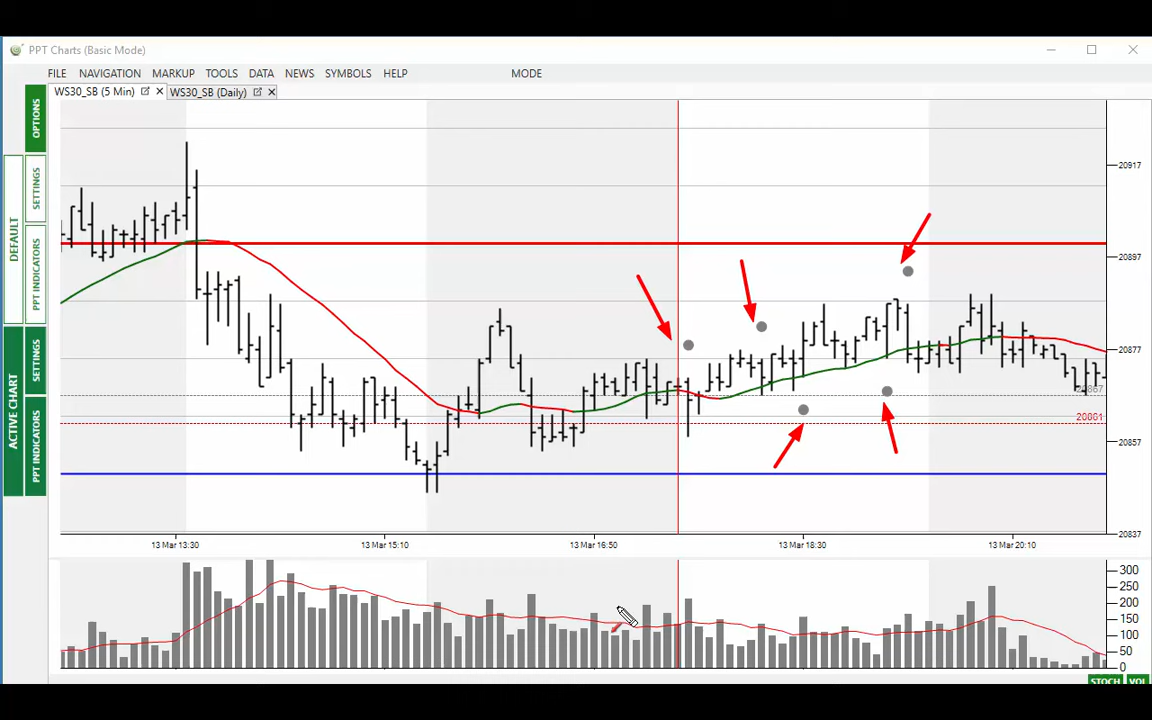 PPT Charts (Basic Mode)
FILE NAVIGATION MARKUP TOOLS DATA NEWS SYMBOLS HELP MODE
WS30_SB (5 Min) WS30_SB (Daily)
OPTIONS
DEFAULT
SETTINGS
PPT INDICATORS
ACTIVE CHART
SETTINGS
PPT INDICATORS
20917
20897
20877
20867
20861
20857
20837
13 Mar 13:30 13 Mar 15:10 13 Mar 16:50 13 Mar 18:30 13 Mar 20:10
300
250
200
150
100
50
0
STOCH VOL